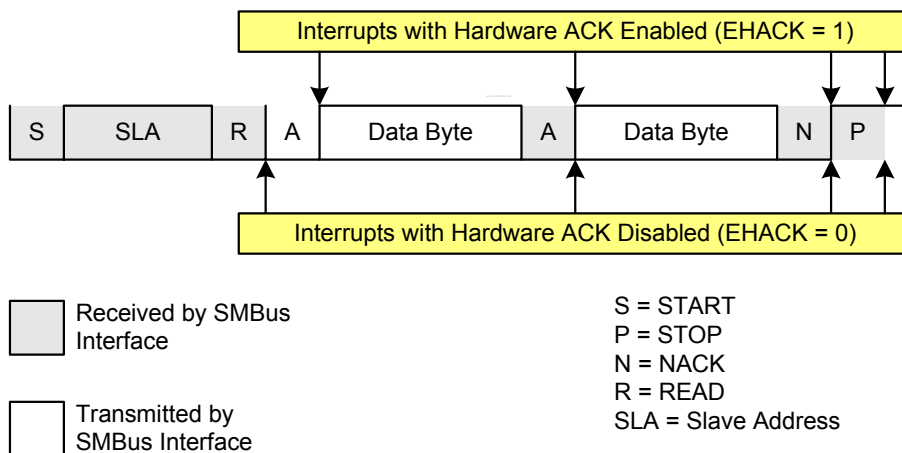 Interrupts with Hardware ACK Enabled (EHACK = 1)
S SLA R A Data Byte A Data Byte N P
Interrupts with Hardware ACK Disabled (EHACK = 0)
Received by SMBus
Interface
Transmitted by
SMBus Interface
S = START
P = STOP
N = NACK
R = READ
SLA = Slave Address